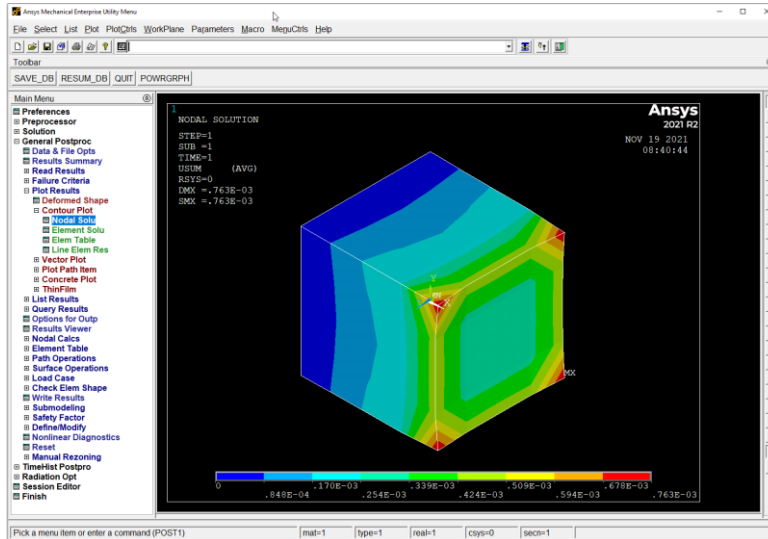 Ansys Mechanical Enterprise Utility Menu
File Select List Plot PlotCtrls WorkPlane Parameters Macro MenuCtrls Help
Toolbar
SAVE_DB RESUM_DB QUIT POWRGRPH
Main Menu
Preferences
Preprocessor
Solution
General Postproc
Data & File Opts
Results Summary
Read Results
Failure Criteria
Plot Results
Deformed Shape
Contour Plot
Nodal Solu
Element Solu
Elem Table
Line Elem Res
Vector Plot
Plot Path Item
Concrete Plot
ThinFilm
List Results
Query Results
Options for Outp
Results Viewer
Nodal Calcs
Element Table
Path Operations
Surface Operations
Load Case
Check Elem Shape
Write Results
Submodeling
Safety Factor
Define/Modify
Nonlinear Diagnostics
Reset
Manual Rezoning
TimeHist Postpro
Radiation Opt
Session Editor
Finish
1
NODAL SOLUTION
STEP=1
SUB =1
TIME=1
USUM (AVG)
RSYS=0
DMX =.763E-03
SMX =.763E-03
Ansys
2021 R2
NOV 19 2021
08:40:44
Y
X
MX
0 .170E-03 .339E-03 .509E-03 .678E-03
.848E-04 .254E-03 .424E-03 .594E-03 .763E-03
Pick a menu item or enter a command (POST1) mat=1 type=1 real=1 csys=0 secn=1